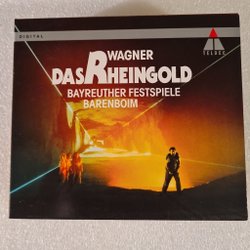 DIGITAL
TELDEC
WAGNER
DAS RHEINGOLD
BAYREUTHER FESTSPIELE
BARENBOIM